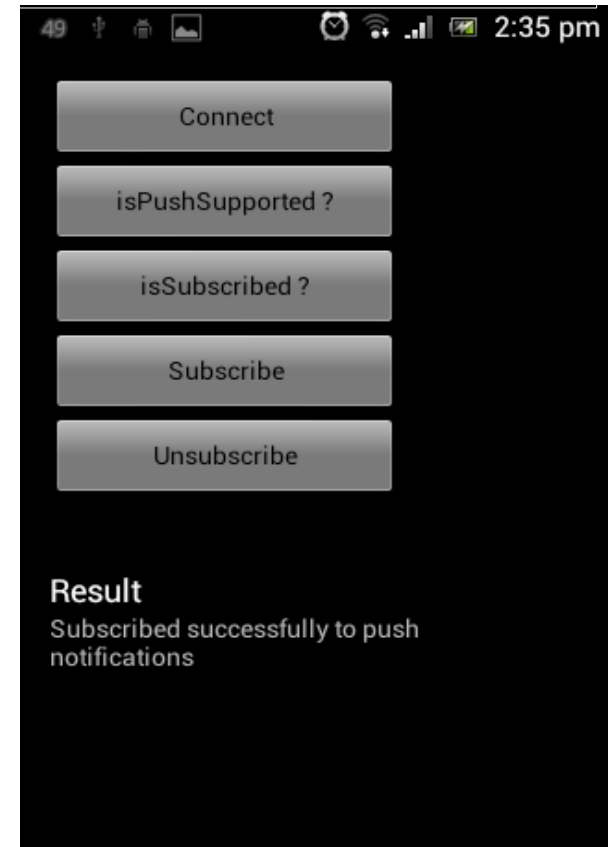 49 2:35 pm
Connect
isPushSupported ?
isSubscribed ?
Subscribe
Unsubscribe
Result
Subscribed successfully to push
notifications